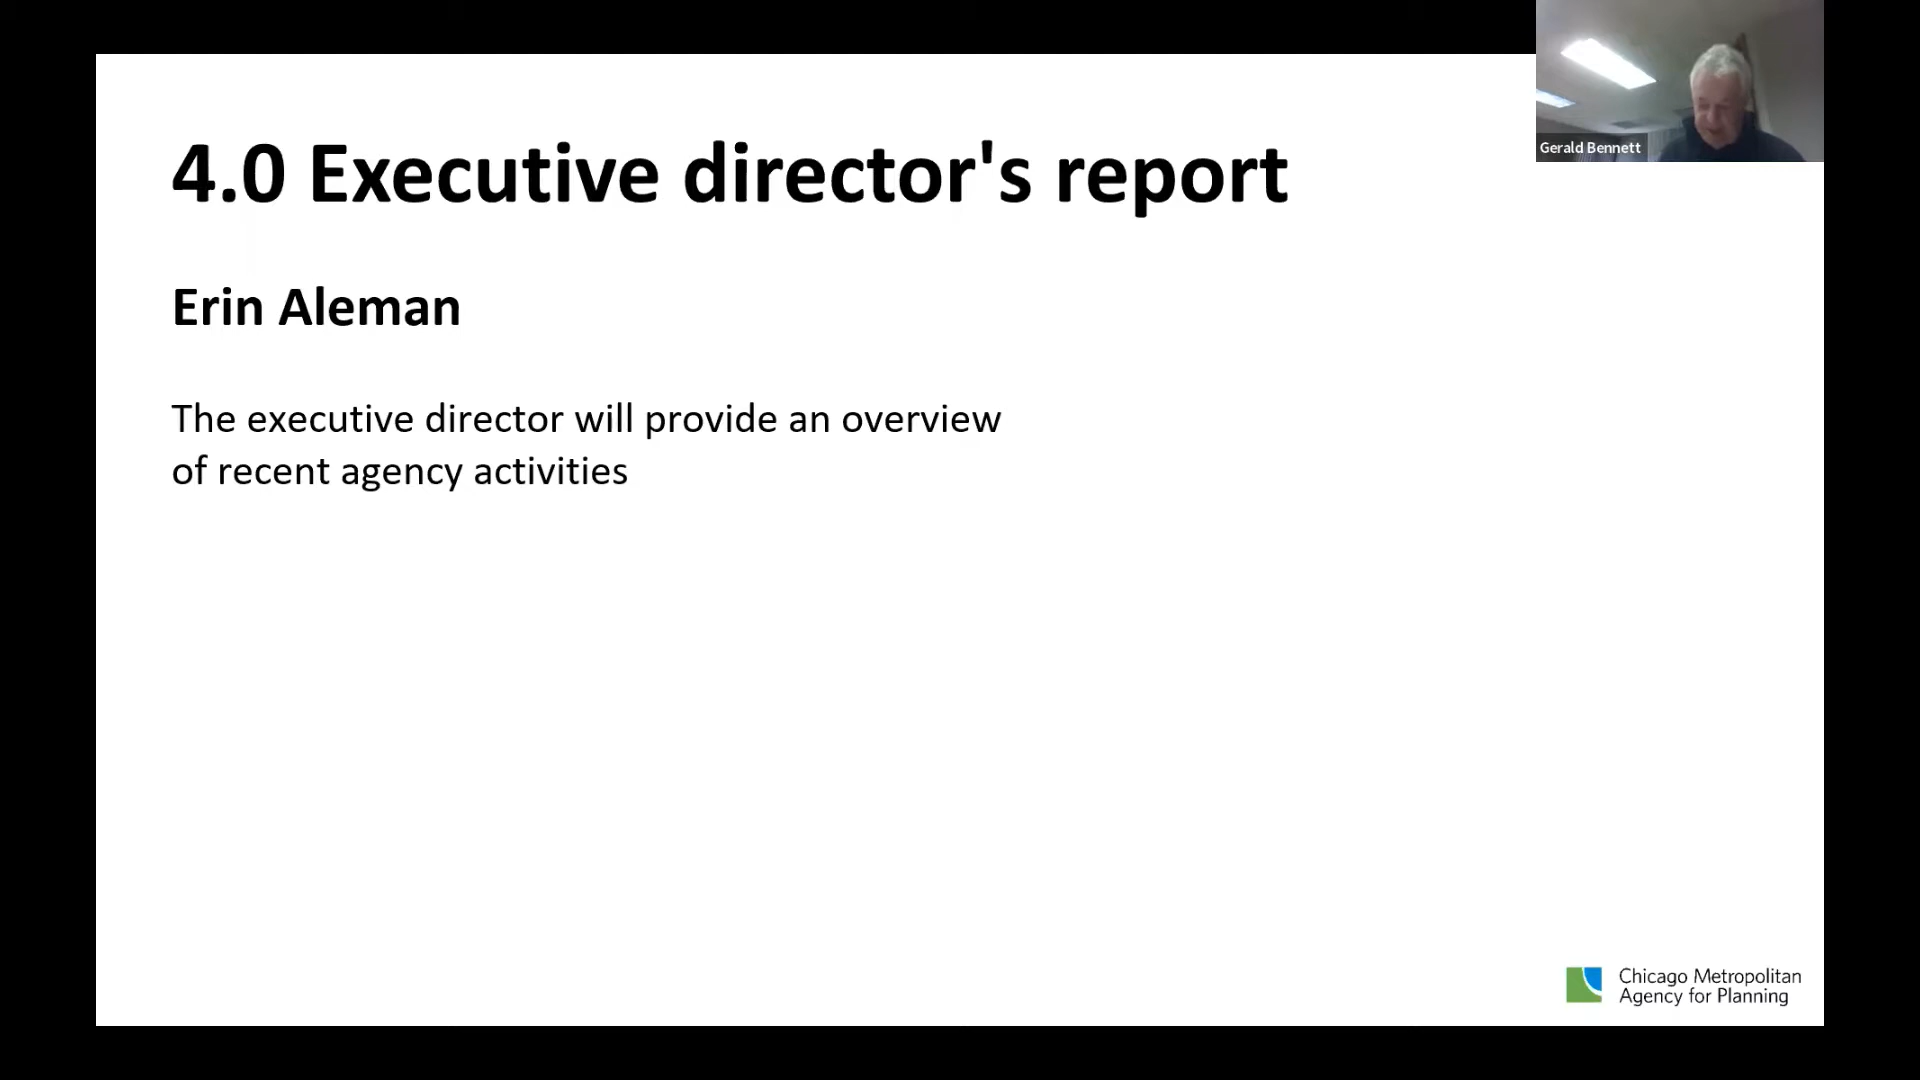 4.0 Executive director's report
Gerald Bennett
Erin Aleman
The executive director will provide an overview
of recent agency activities
Chicago Metropolitan
Agency for Planning